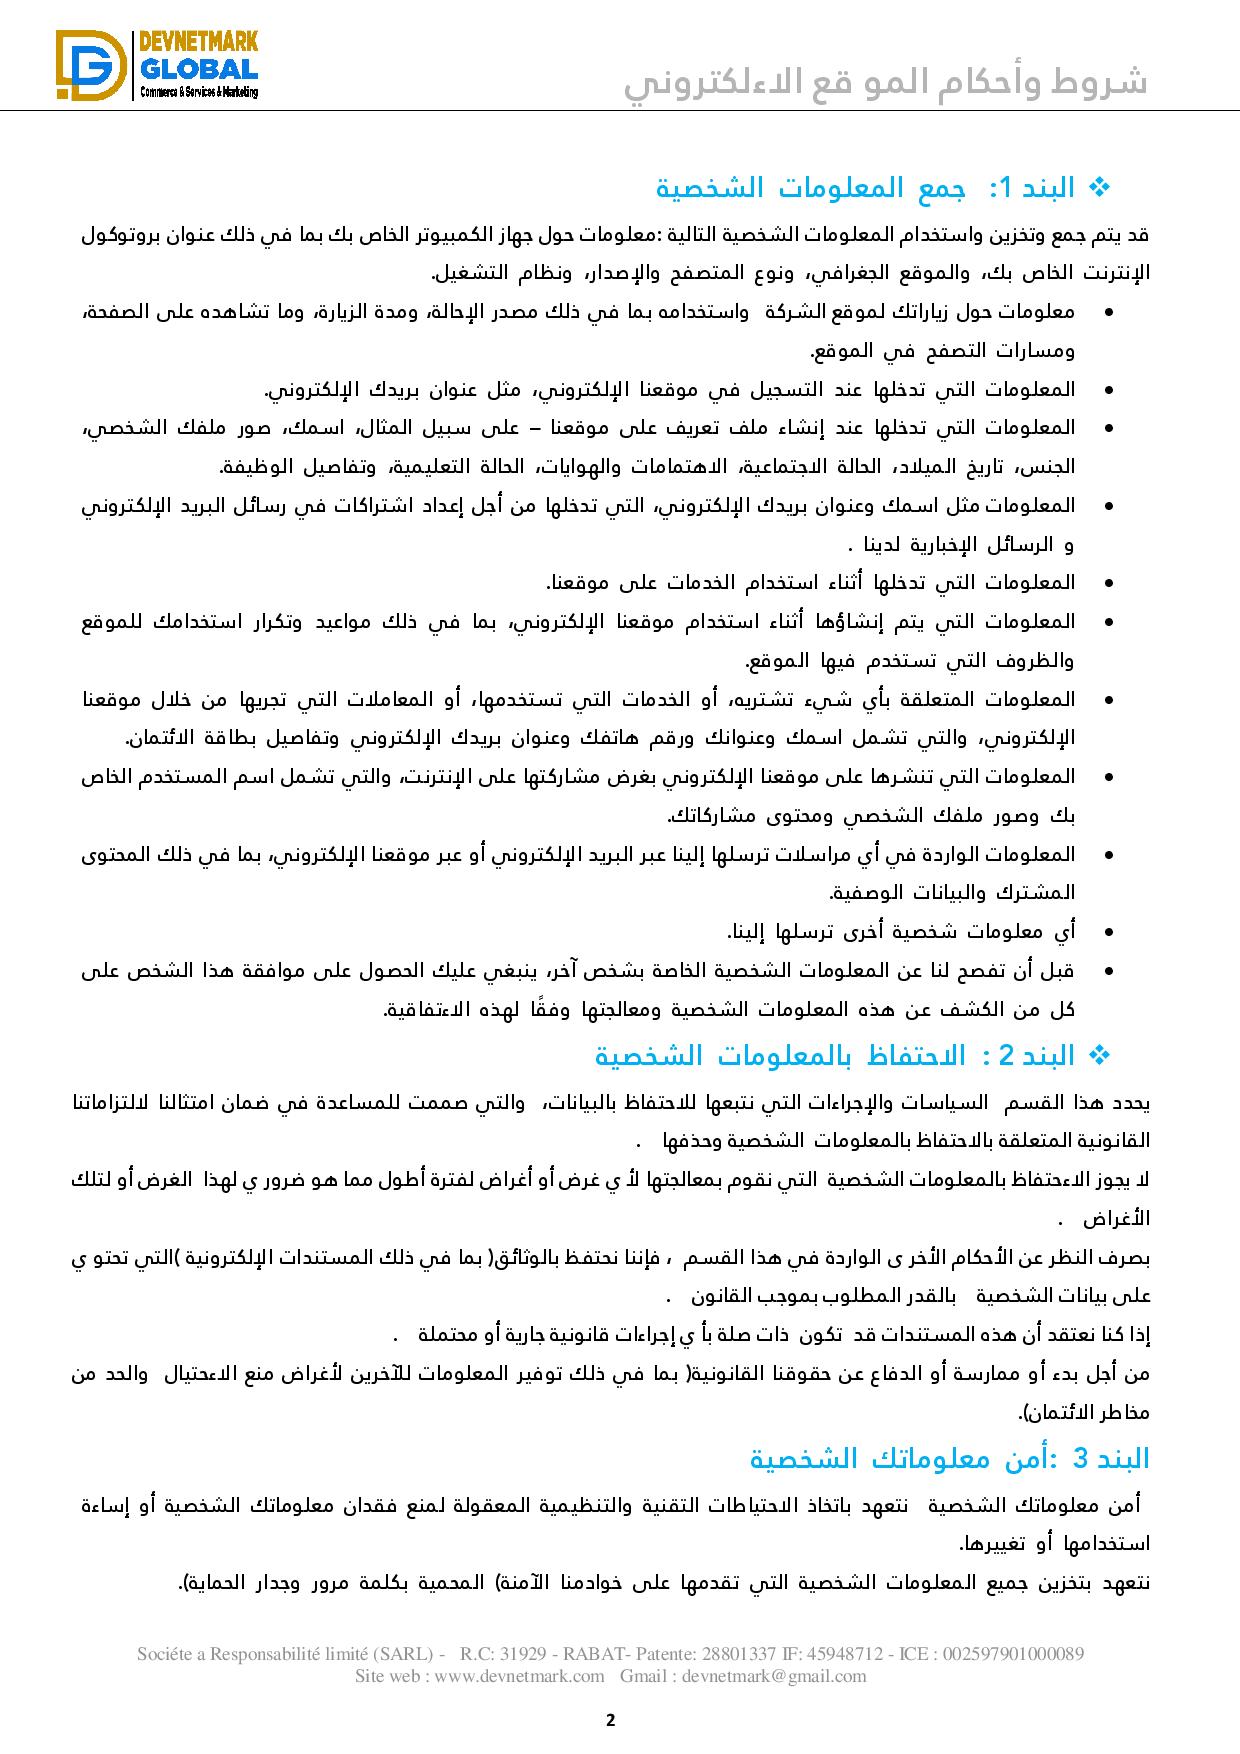 DEVNETMARK
GLOBAL
Commerce & Services & Marketing
شروط وأحكام المو قع الاءلكتروني
❖ البند 1: جمع المعلومات الشخصية
قد يتم جمع وتخزين واستخدام المعلومات الشخصية التالية :معلومات حول جهاز الكمبيوتر الخاص بك بما في ذلك عنوان بروتوكول
الإنترنت الخاص بك، والموقع الجغرافي، ونوع المتصفح والإصدار، ونظام التشغيل.
• معلومات حول زياراتك لموقع الشركة واستخدامه بما في ذلك مصدر الإحالة، ومدة الزيارة، وما تشاهده على الصفحة،
ومسارات التصفح في الموقع.
• المعلومات التي تدخلها عند التسجيل في موقعنا الإلكتروني، مثل عنوان بريدك الإلكتروني.
• المعلومات التي تدخلها عند إنشاء ملف تعريف على موقعنا – على سبيل المثال، اسمك، صور ملفك الشخصي،
الجنس، تاريخ الميلاد، الحالة الاجتماعية، الاهتمامات والهوايات، الحالة التعليمية، وتفاصيل الوظيفة.
• المعلومات مثل اسمك وعنوان بريدك الإلكتروني، التي تدخلها من أجل إعداد اشتراكات في رسائل البريد الإلكتروني
و الرسائل الإخبارية لدينا .
• المعلومات التي تدخلها أثناء استخدام الخدمات على موقعنا.
• المعلومات التي يتم إنشاؤها أثناء استخدام موقعنا الإلكتروني، بما في ذلك مواعيد وتكرار استخدامك للموقع
والظروف التي تستخدم فيها الموقع.
• المعلومات المتعلقة بأي شيء تشتريه، أو الخدمات التي تستخدمها، أو المعاملات التي تجريها من خلال موقعنا
الإلكتروني، والتي تشمل اسمك وعنوانك ورقم هاتفك وعنوان بريدك الإلكتروني وتفاصيل بطاقة الائتمان.
• المعلومات التي تنشرها على موقعنا الإلكتروني بغرض مشاركتها على الإنترنت، والتي تشمل اسم المستخدم الخاص
بك وصور ملفك الشخصي ومحتوى مشاركاتك.
• المعلومات الواردة في أي مراسلات ترسلها إلينا عبر البريد الإلكتروني أو عبر موقعنا الإلكتروني، بما في ذلك المحتوى
المشترك والبيانات الوصفية.
• أي معلومات شخصية أخرى ترسلها إلينا.
• قبل أن تفصح لنا عن المعلومات الشخصية الخاصة بشخص آخر، ينبغي عليك الحصول على موافقة هذا الشخص على
كل من الكشف عن هذه المعلومات الشخصية ومعالجتها وفقًا لهذه الاءتفاقية.
❖ البند 2 : الاحتفاظ بالمعلومات الشخصية
يحدد هذا القسم السياسات والإجراءات التي نتبعها للاحتفاظ بالبيانات، والتي صممت للمساعدة في ضمان امتثالنا لالتزاماتنا
القانونية المتعلقة بالاحتفاظ بالمعلومات الشخصية وحذفها .
لا يجوز الاءحتفاظ بالمعلومات الشخصية التي نقوم بمعالجتها لأ ي غرض أو أغراض لفترة أطول مما هو ضرور ي لهذا الغرض أو لتلك
الأغراض .
بصرف النظر عن الأحكام الأخر ى الواردة في هذا القسم ، فإننا نحتفظ بالوثائق( بما في ذلك المستندات الإلكترونية )التي تحتو ي
على بيانات الشخصية بالقدر المطلوب بموجب القانون .
إذا كنا نعتقد أن هذه المستندات قد تكون ذات صلة بأ ي إجراءات قانونية جارية أو محتملة .
من أجل بدء أو ممارسة أو الدفاع عن حقوقنا القانونية( بما في ذلك توفير المعلومات للآخرين لأغراض منع الاءحتيال والحد من
مخاطر الائتمان).
البند 3 :أمن معلوماتك الشخصية
أمن معلوماتك الشخصية نتعهد باتخاذ الاحتياطات التقنية والتنظيمية المعقولة لمنع فقدان معلوماتك الشخصية أو إساءة
استخدامها أو تغييرها.
نتعهد بتخزين جميع المعلومات الشخصية التي تقدمها على خوادمنا الآمنة) المحمية بكلمة مرور وجدار الحماية).
Sociéte a Responsabilité limité (SARL) - R.C: 31929 - RABAT- Patente: 28801337 IF: 45948712 - ICE : 002597901000089
Site web : www.devnetmark.com Gmail : devnetmark@gmail.com
2